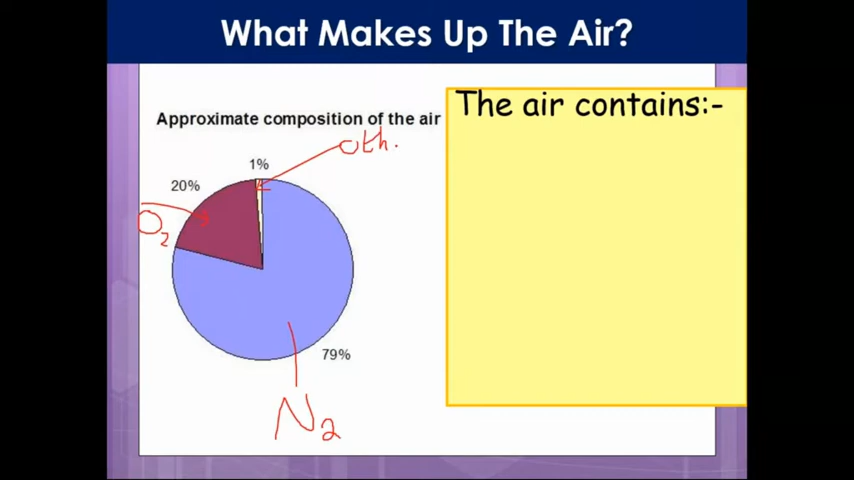 What Makes Up The Air?
Approximate composition of the air
The air contains:-
oth.
1%
20%
O2
79%
N2